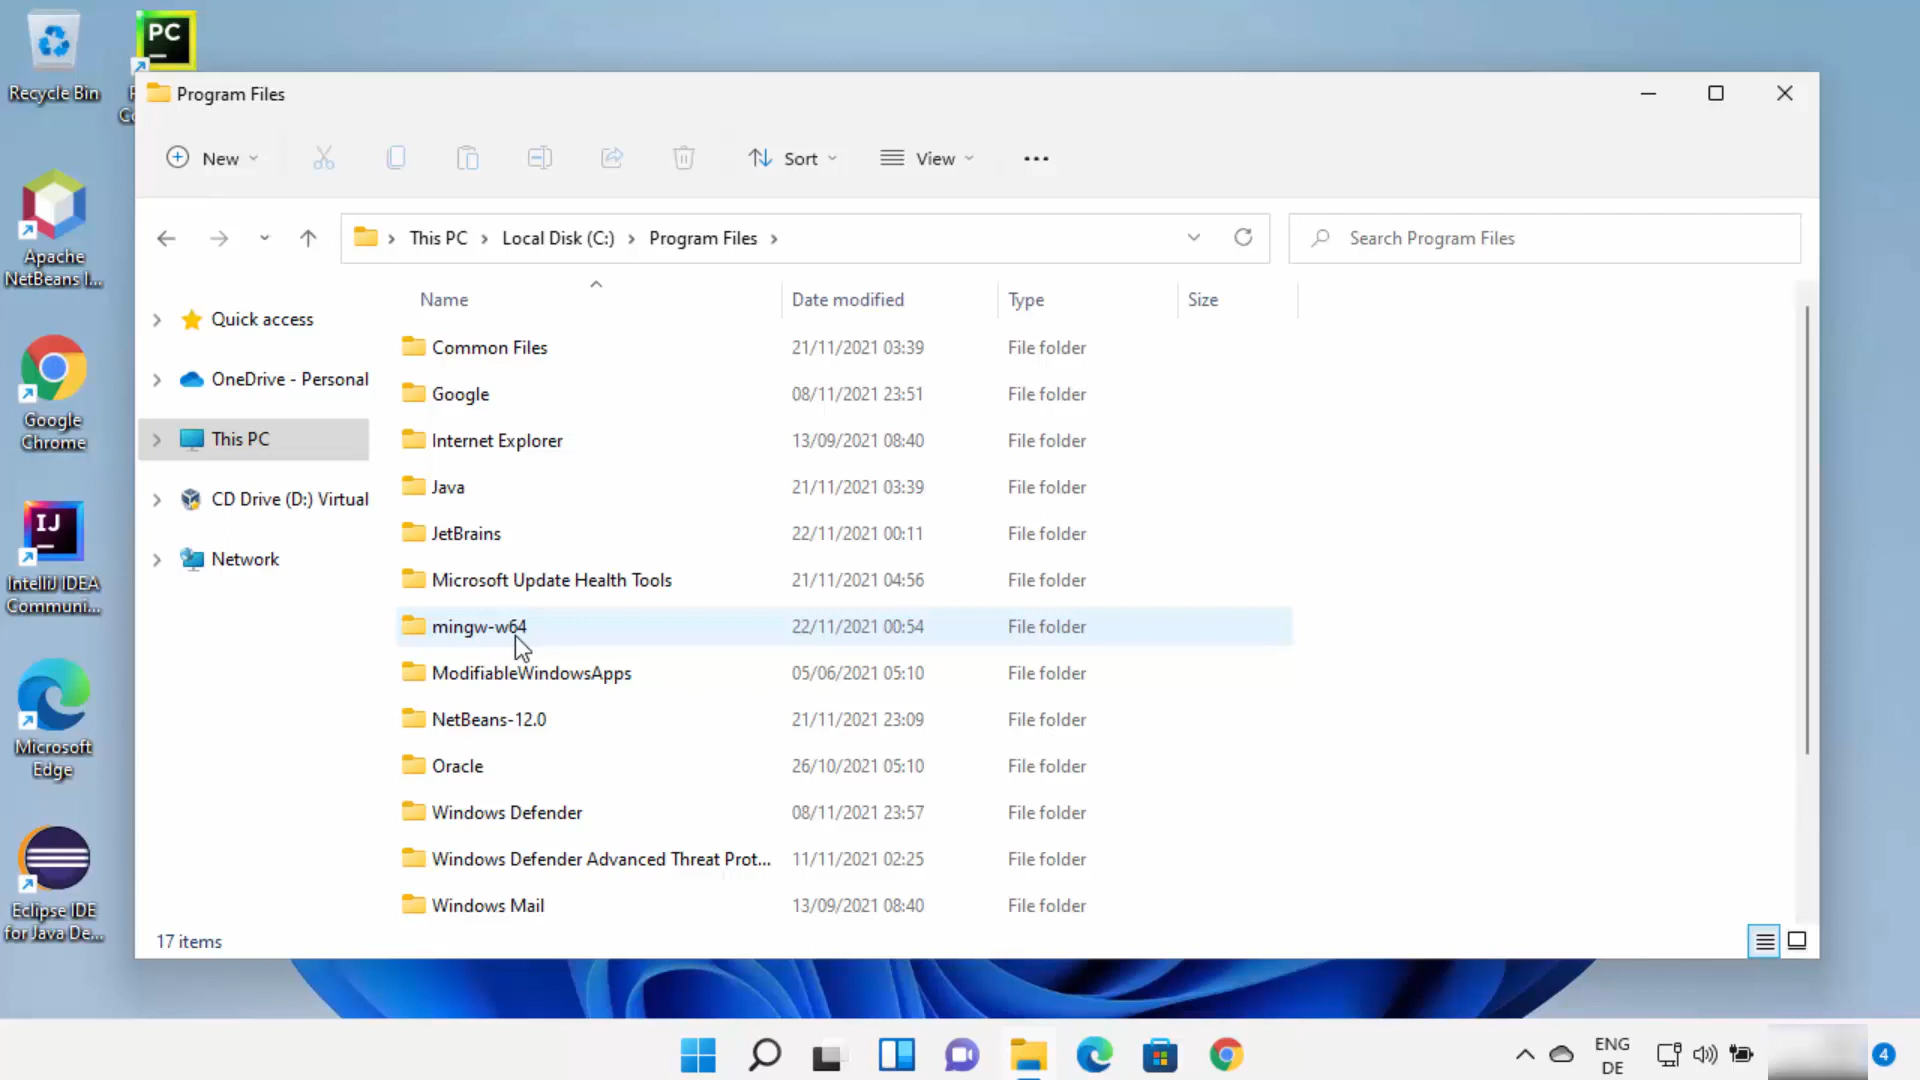 Recycle Bin
PC
Apache
NetBeans I...
Google
Chrome
IJ
IntelliJ IDEA
Communi...
Microsoft
Edge
Eclipse IDE
for Java De...
Program Files
New
Sort
View
This PC
Local Disk (C:)
Program Files
Search Program Files
Quick access
OneDrive - Personal
This PC
CD Drive (D:) Virtual
Network
Name Date modified Type Size
Common Files 21/11/2021 03:39 File folder
Google 08/11/2021 23:51 File folder
Internet Explorer 13/09/2021 08:40 File folder
Java 21/11/2021 03:39 File folder
JetBrains 22/11/2021 00:11 File folder
Microsoft Update Health Tools 21/11/2021 04:56 File folder
mingw-w64 22/11/2021 00:54 File folder
ModifiableWindowsApps 05/06/2021 05:10 File folder
NetBeans-12.0 21/11/2021 23:09 File folder
Oracle 26/10/2021 05:10 File folder
Windows Defender 08/11/2021 23:57 File folder
Windows Defender Advanced Threat Prot... 11/11/2021 02:25 File folder
Windows Mail 13/09/2021 08:40 File folder
17 items
ENG
DE
4